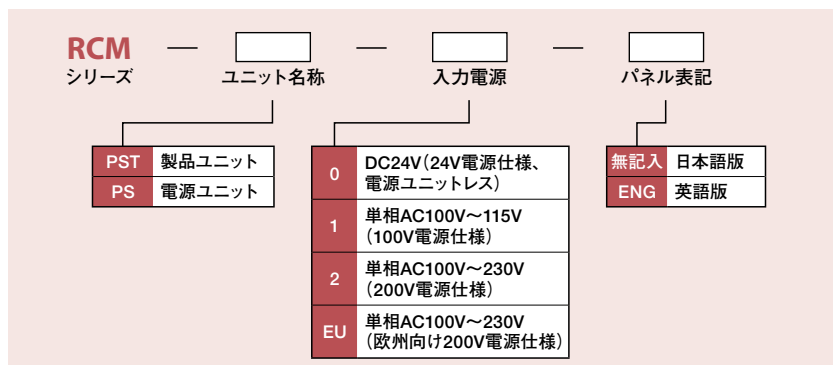 RCM — — —
シリーズ ユニット名称 入力電源 パネル表記
PST 製品ユニット
PS 電源ユニット
0 DC24V(24V電源仕様、
電源ユニットレス)
1 単相AC100V〜115V
(100V電源仕様)
2 単相AC100V〜230V
(200V電源仕様)
EU 単相AC100V〜230V
(欧州向け200V電源仕様)
無記入 日本語版
ENG 英語版